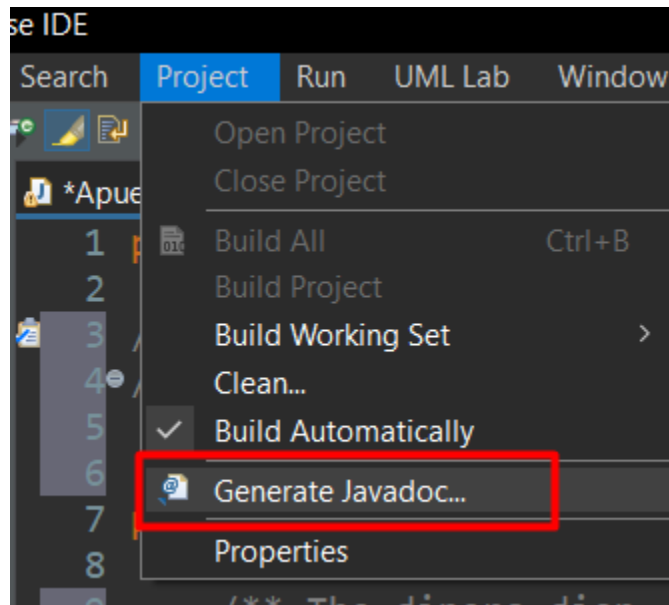 se IDE
Search Project Run UML Lab Window
Open Project
*Apue Close Project
1 p Build All Ctrl+B
2 Build Project
3 / Build Working Set >
4 / Clean...
5 Build Automatically
6 Generate Javadoc...
7 p
8 Properties